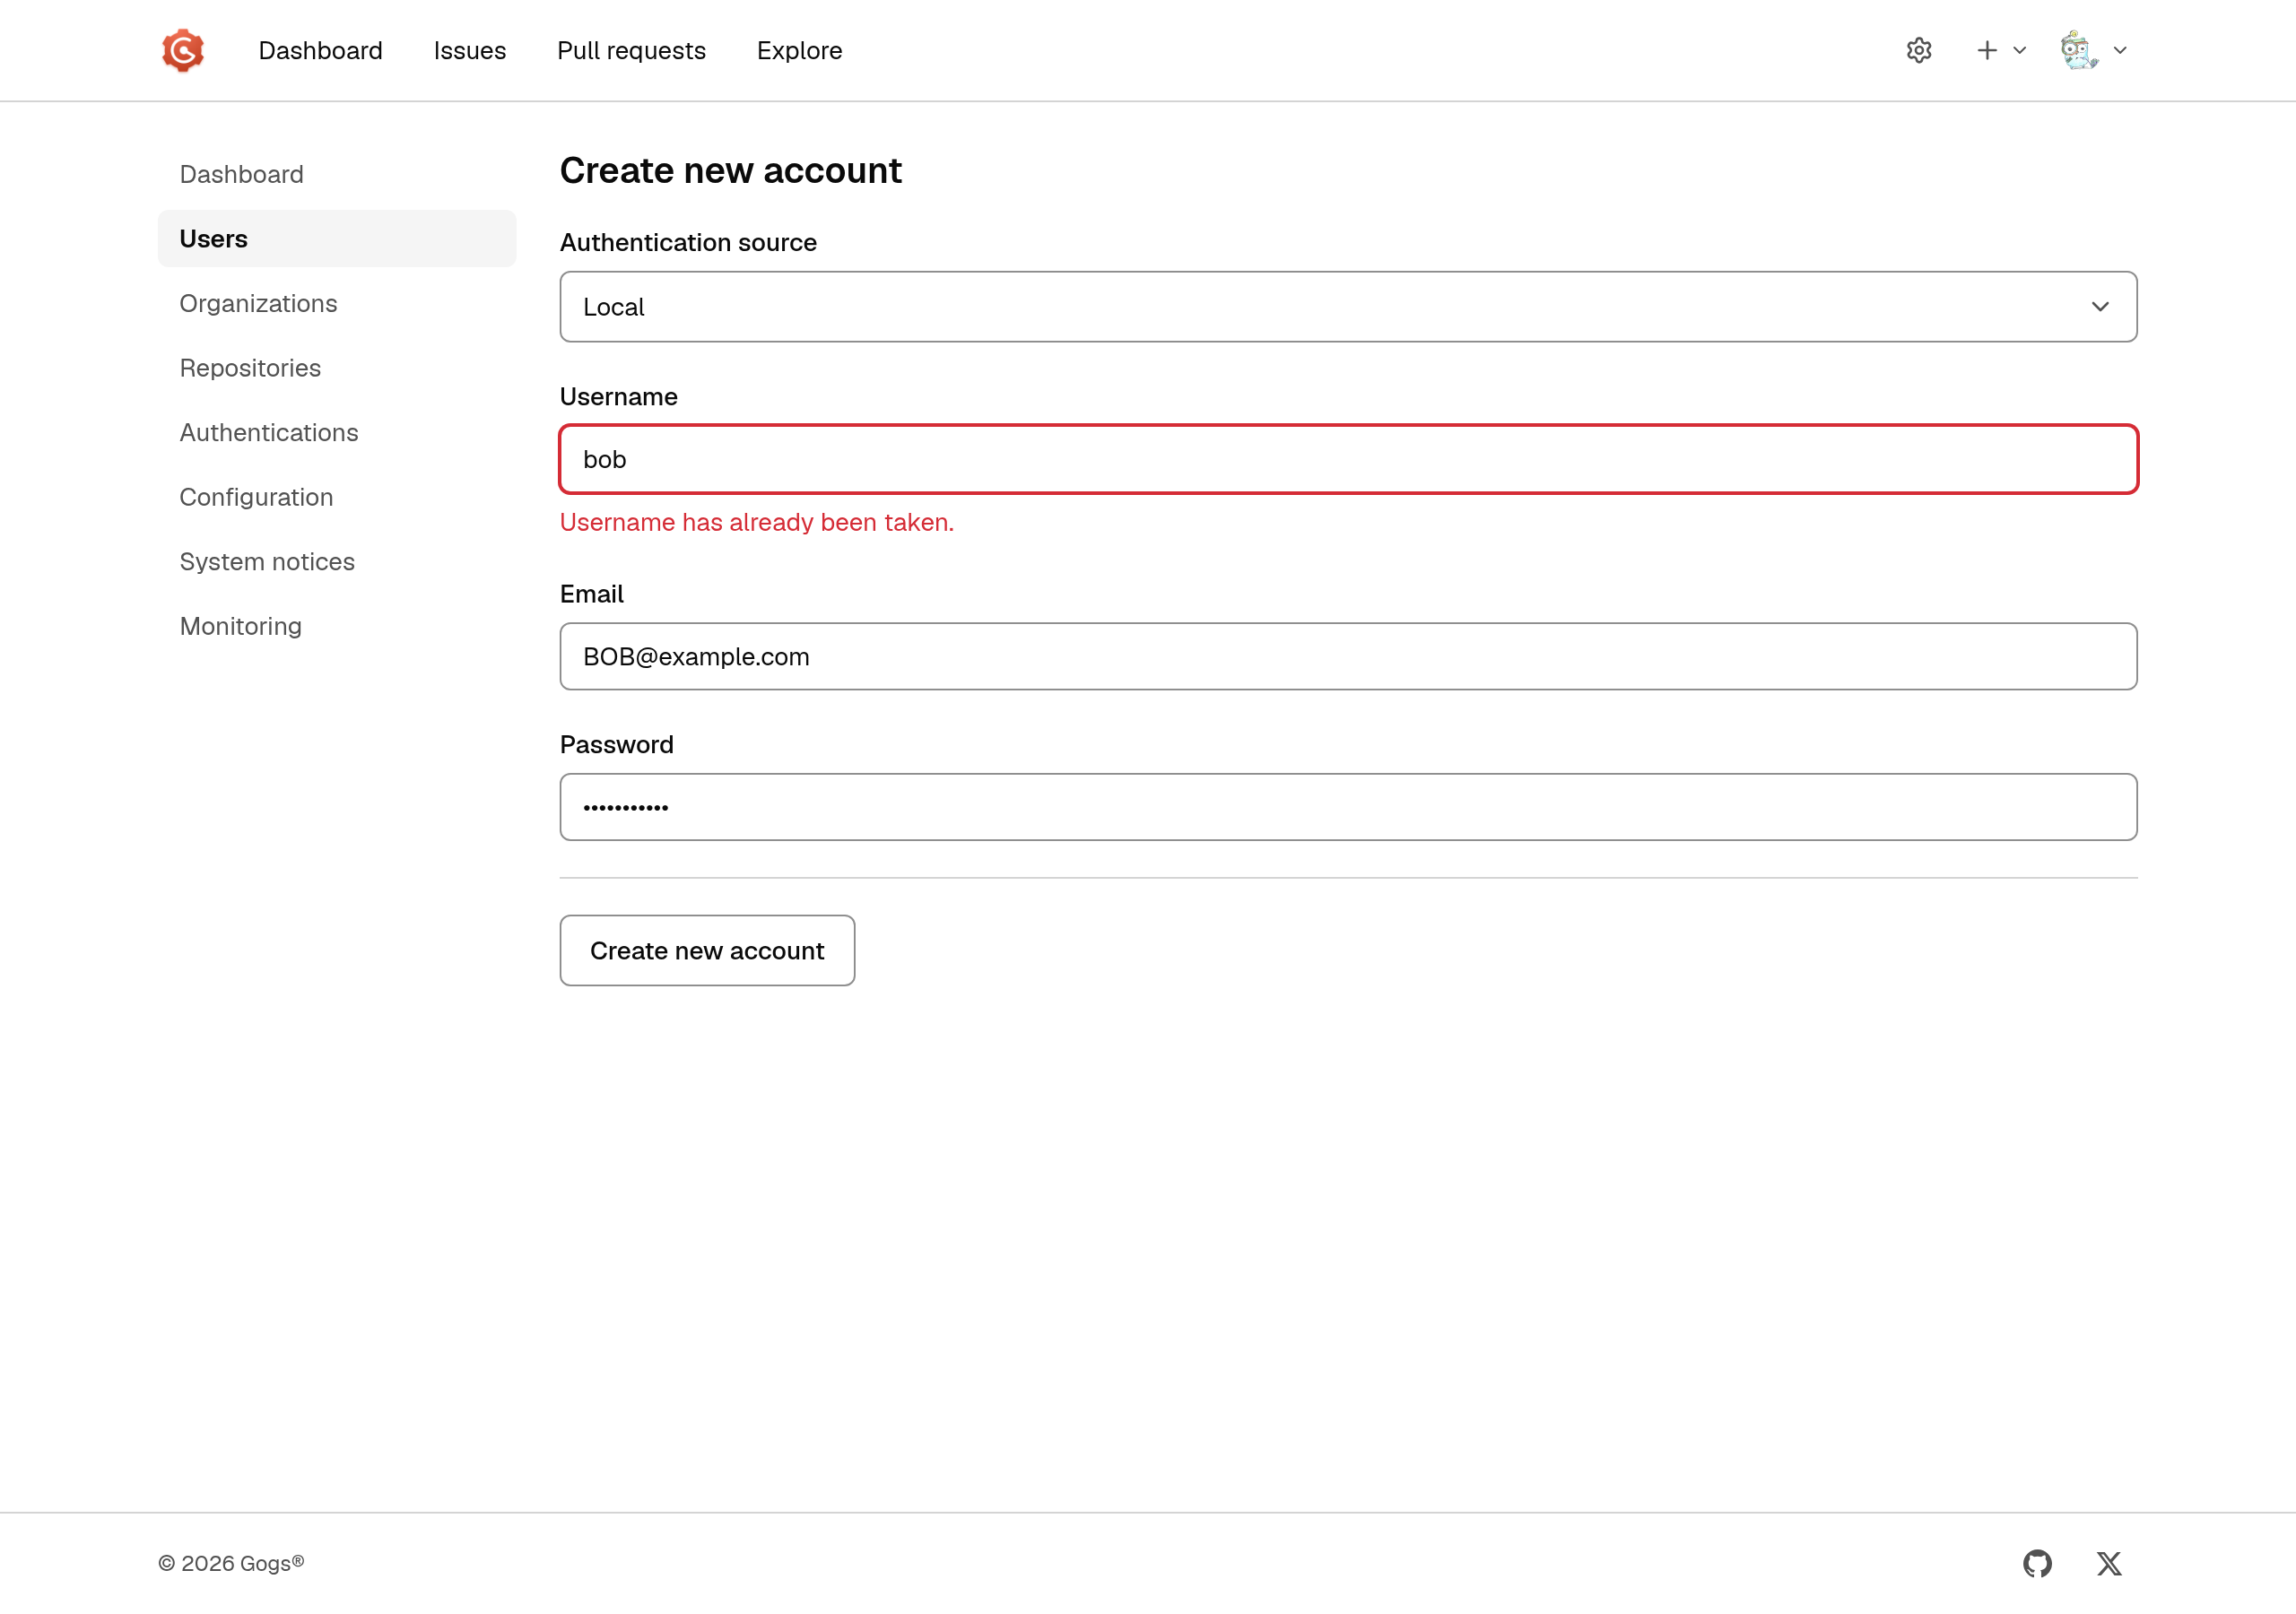 Dashboard Issues Pull requests Explore
Dashboard
Users
Organizations
Repositories
Authentications
Configuration
System notices
Monitoring
Create new account
Authentication source
Local
Username
bob
Username has already been taken.
Email
BOB@example.com
Password
•••••••••••
Create new account
© 2026 Gogs®